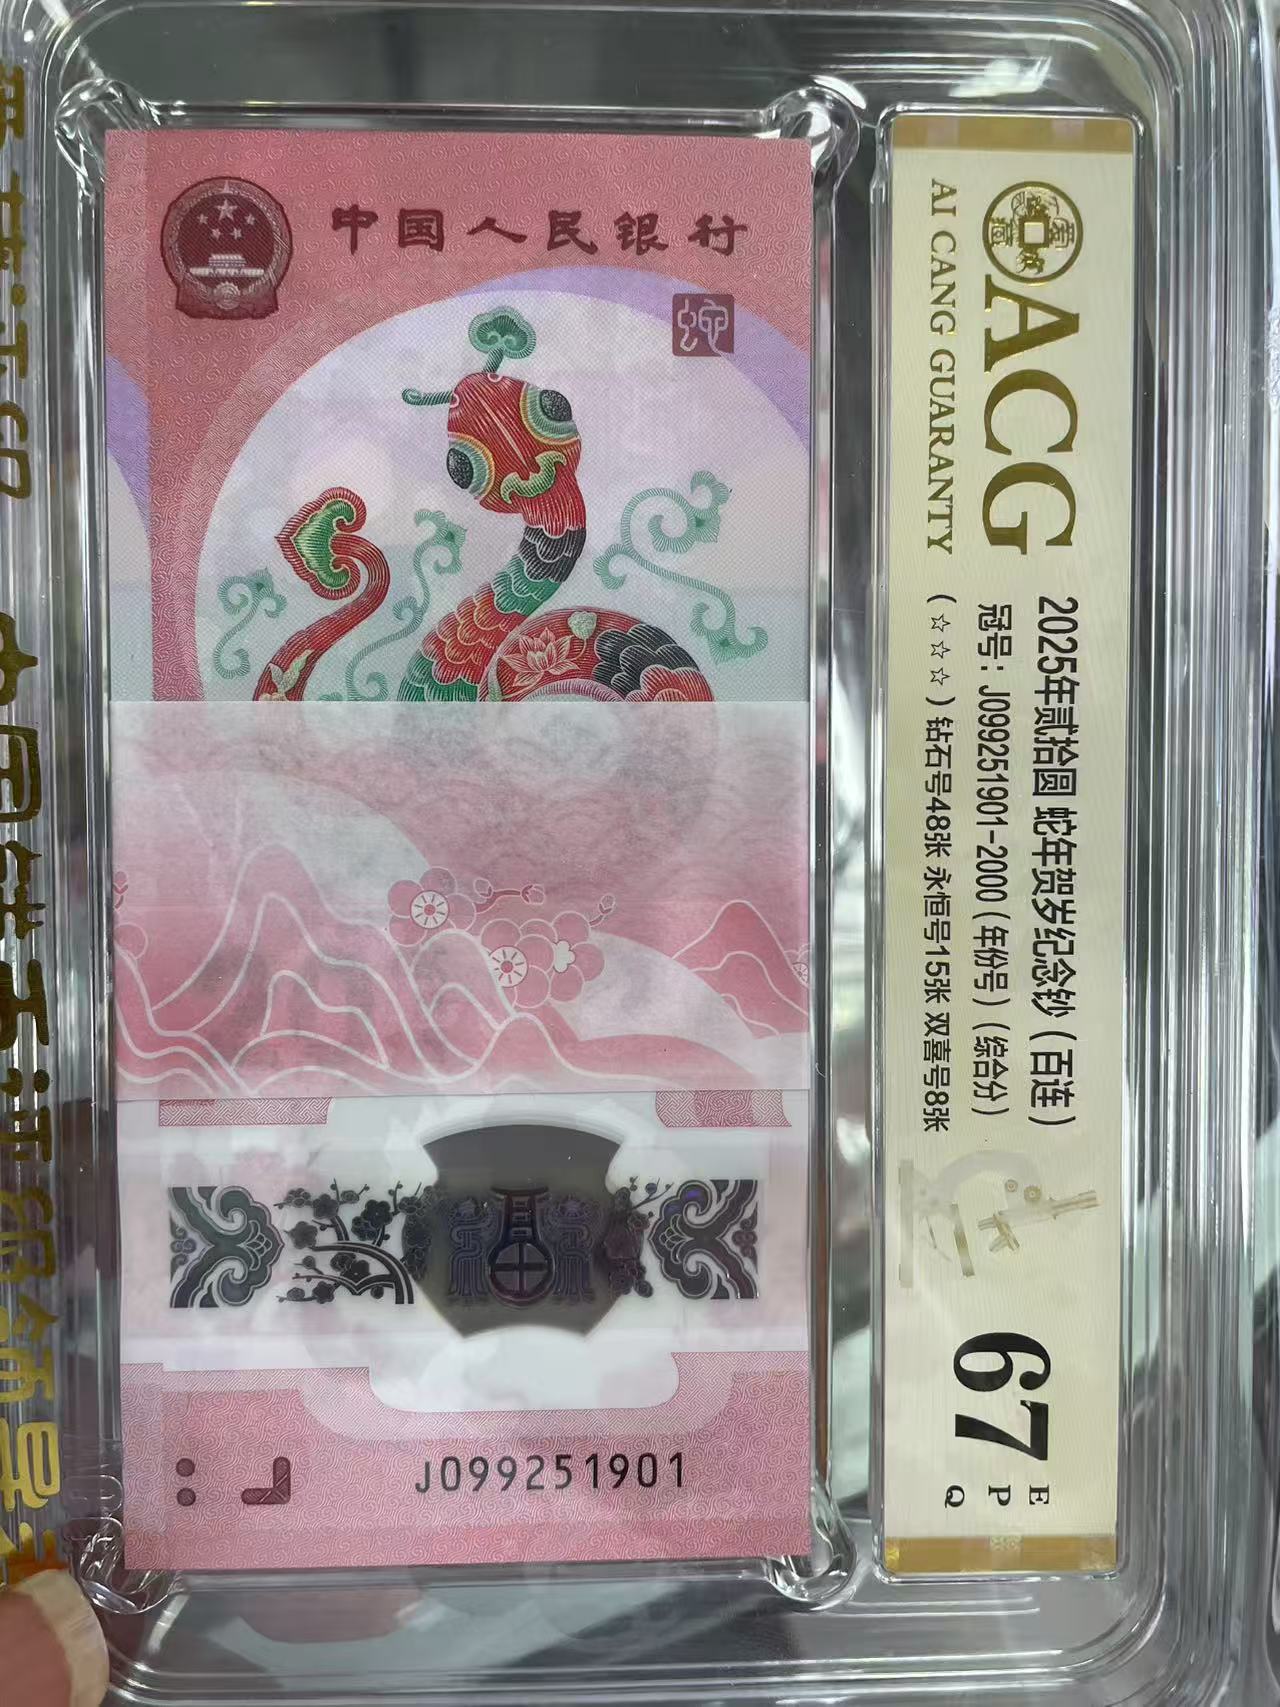 中国人民银行
蛇
J099251901
ACG
AI CANG GUARANTY
2025年贰拾圆 蛇年贺岁纪念钞（百连）
冠号：J099251901-2000（年份号）（综合分）
（☆☆☆）钻石号48张 永恒号15张 双喜号8张
67
E
P
Q